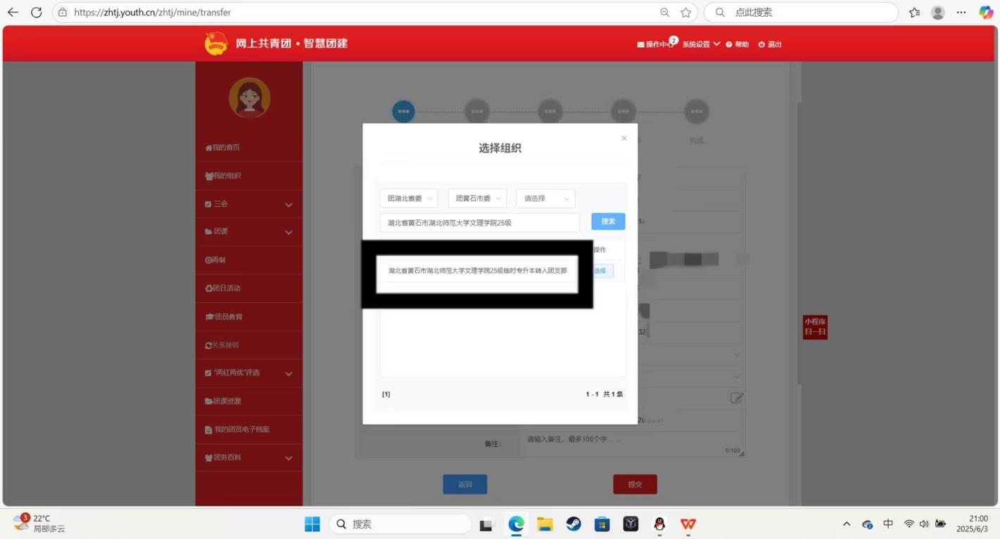 https://zhtj.youth.cn/zhtj/mine/transfer
点此搜索
网上共青团·智慧团建
操作中心
2
系统设置
帮助
退出
我的首页
我的组织
三会
团课
两制
团日活动
团员教育
关系接转
“两红两优”评选
团课资源
我的团员电子档案
团务百科
完成
选择组织
团湖北省委
团黄石市委
请选择
湖北省黄石市湖北师范大学文理学院25级
搜索
操作
湖北省黄石市湖北师范大学文理学院25级临时专升本转入团支部
选择
[1]
1 - 1 共 1 条
32
备注：
请输入备注，最多100个字……
0/100
返回
提交
小程序
扫一扫
3
22°C
局部多云
搜索
中
21:00
2025/6/3